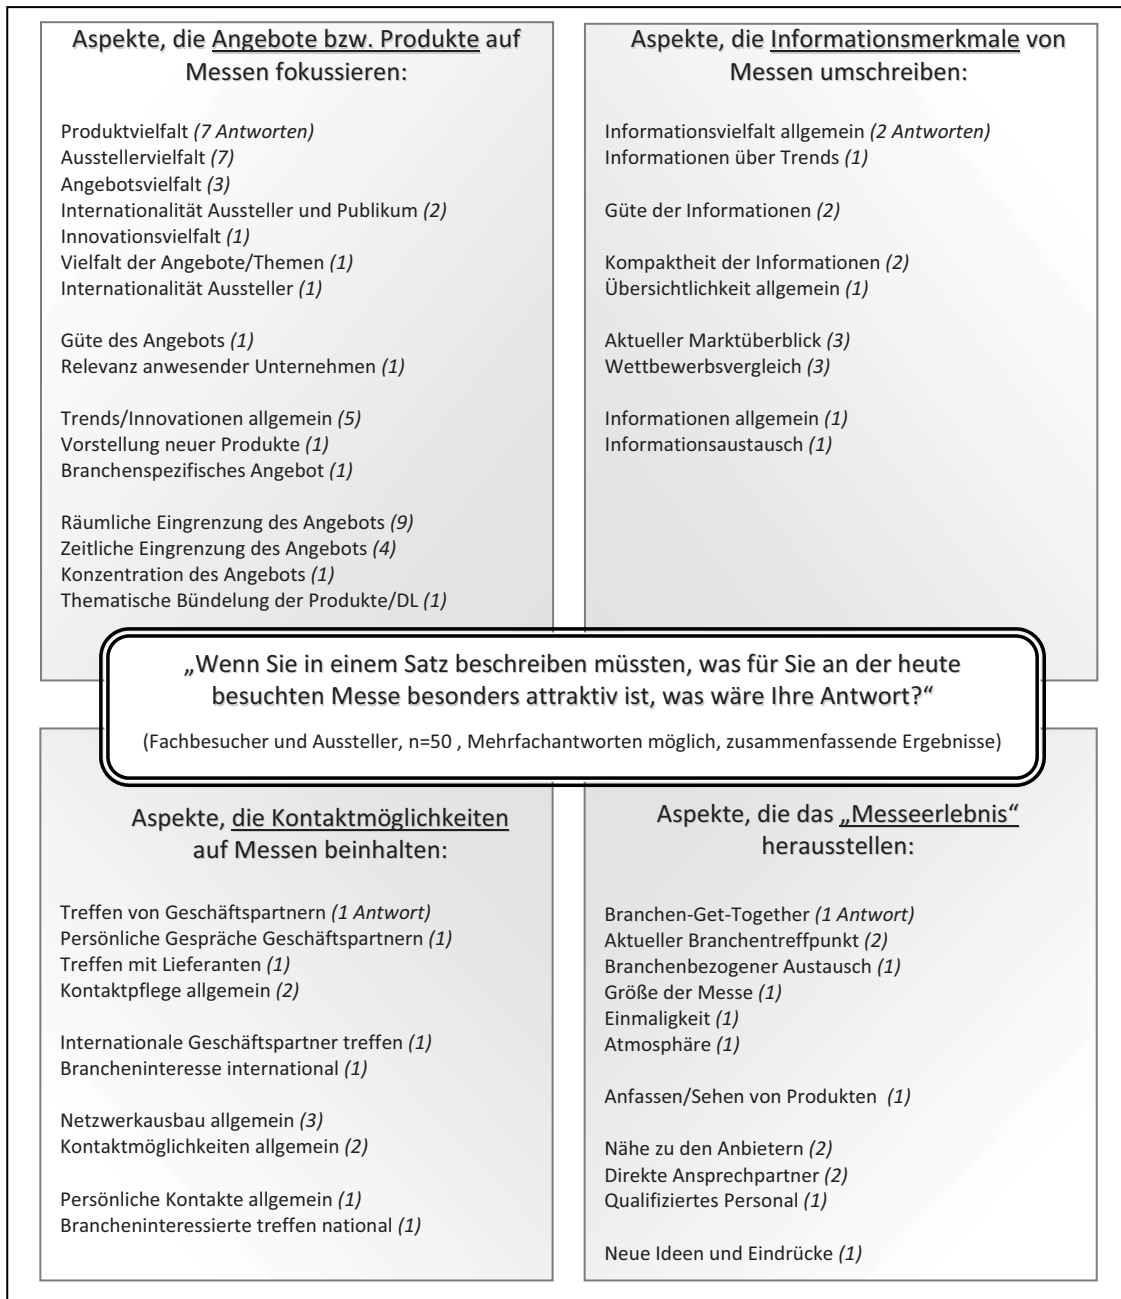 Aspekte, die Angebote bzw. Produkte auf
Messen fokussieren:
Produktvielfalt (7 Antworten)
Ausstellervielfalt (7)
Angebotsvielfalt (3)
Internationalität Aussteller und Publikum (2)
Innovationsvielfalt (1)
Vielfalt der Angebote/Themen (1)
Internationalität Aussteller (1)
Güte des Angebots (1)
Relevanz anwesender Unternehmen (1)
Trends/Innovationen allgemein (5)
Vorstellung neuer Produkte (1)
Branchenspezifisches Angebot (1)
Räumliche Eingrenzung des Angebots (9)
Zeitliche Eingrenzung des Angebots (4)
Konzentration des Angebots (1)
Thematische Bündelung der Produkte/DL (1)
Aspekte, die Informationsmerkmale von
Messen umschreiben:
Informationsvielfalt allgemein (2 Antworten)
Informationen über Trends (1)
Güte der Informationen (2)
Kompaktheit der Informationen (2)
Übersichtlichkeit allgemein (1)
Aktueller Marktüberblick (3)
Wettbewerbsvergleich (3)
Informationen allgemein (1)
Informationsaustausch (1)
„Wenn Sie in einem Satz beschreiben müssten, was für Sie an der heute
besuchten Messe besonders attraktiv ist, was wäre Ihre Antwort?“
(Fachbesucher und Aussteller, n=50 , Mehrfachantworten möglich, zusammenfassende Ergebnisse)
Aspekte, die Kontaktmöglichkeiten
auf Messen beinhalten:
Treffen von Geschäftspartnern (1 Antwort)
Persönliche Gespräche Geschäftspartnern (1)
Treffen mit Lieferanten (1)
Kontaktpflege allgemein (2)
Internationale Geschäftspartner treffen (1)
Brancheninteresse international (1)
Netzwerkausbau allgemein (3)
Kontaktmöglichkeiten allgemein (2)
Persönliche Kontakte allgemein (1)
Brancheninteressierte treffen national (1)
Aspekte, die das „Messeerlebnis“
herausstellen:
Branchen-Get-Together (1 Antwort)
Aktueller Branchentreffpunkt (2)
Branchenbezogener Austausch (1)
Größe der Messe (1)
Einmaligkeit (1)
Atmosphäre (1)
Anfassen/Sehen von Produkten (1)
Nähe zu den Anbietern (2)
Direkte Ansprechpartner (2)
Qualifiziertes Personal (1)
Neue Ideen und Eindrücke (1)